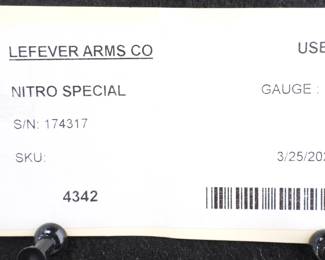 LEFEVER ARMS CO USE
NITRO SPECIAL GAUGE :
S/N: 174317
SKU: 3/25/202
4342